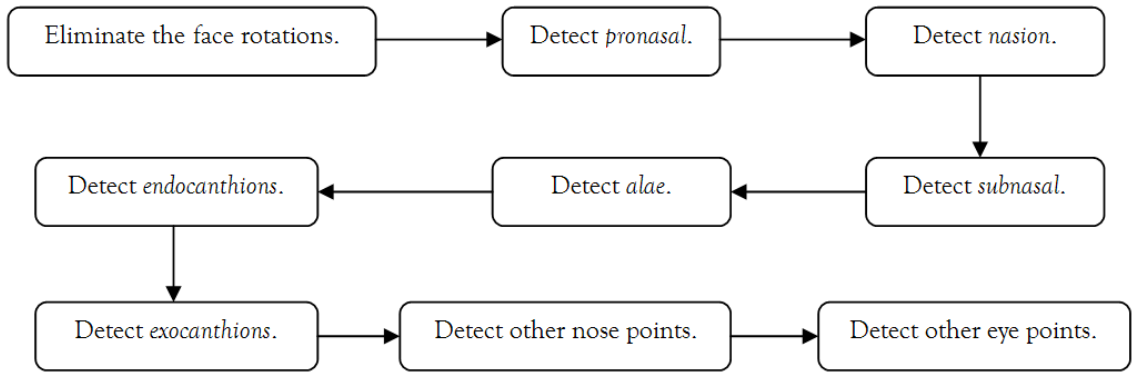 Eliminate the face rotations.
Detect pronasal.
Detect nasion.
Detect subnasal.
Detect alae.
Detect endocanthions.
Detect exocanthions.
Detect other nose points.
Detect other eye points.